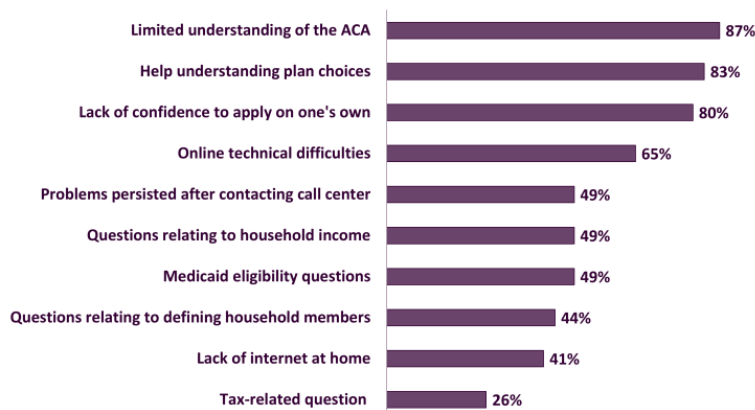 Limited understanding of the ACA 87%
Help understanding plan choices 83%
Lack of confidence to apply on one's own 80%
Online technical difficulties 65%
Problems persisted after contacting call center 49%
Questions relating to household income 49%
Medicaid eligibility questions 49%
Questions relating to defining household members 44%
Lack of internet at home 41%
Tax-related question 26%